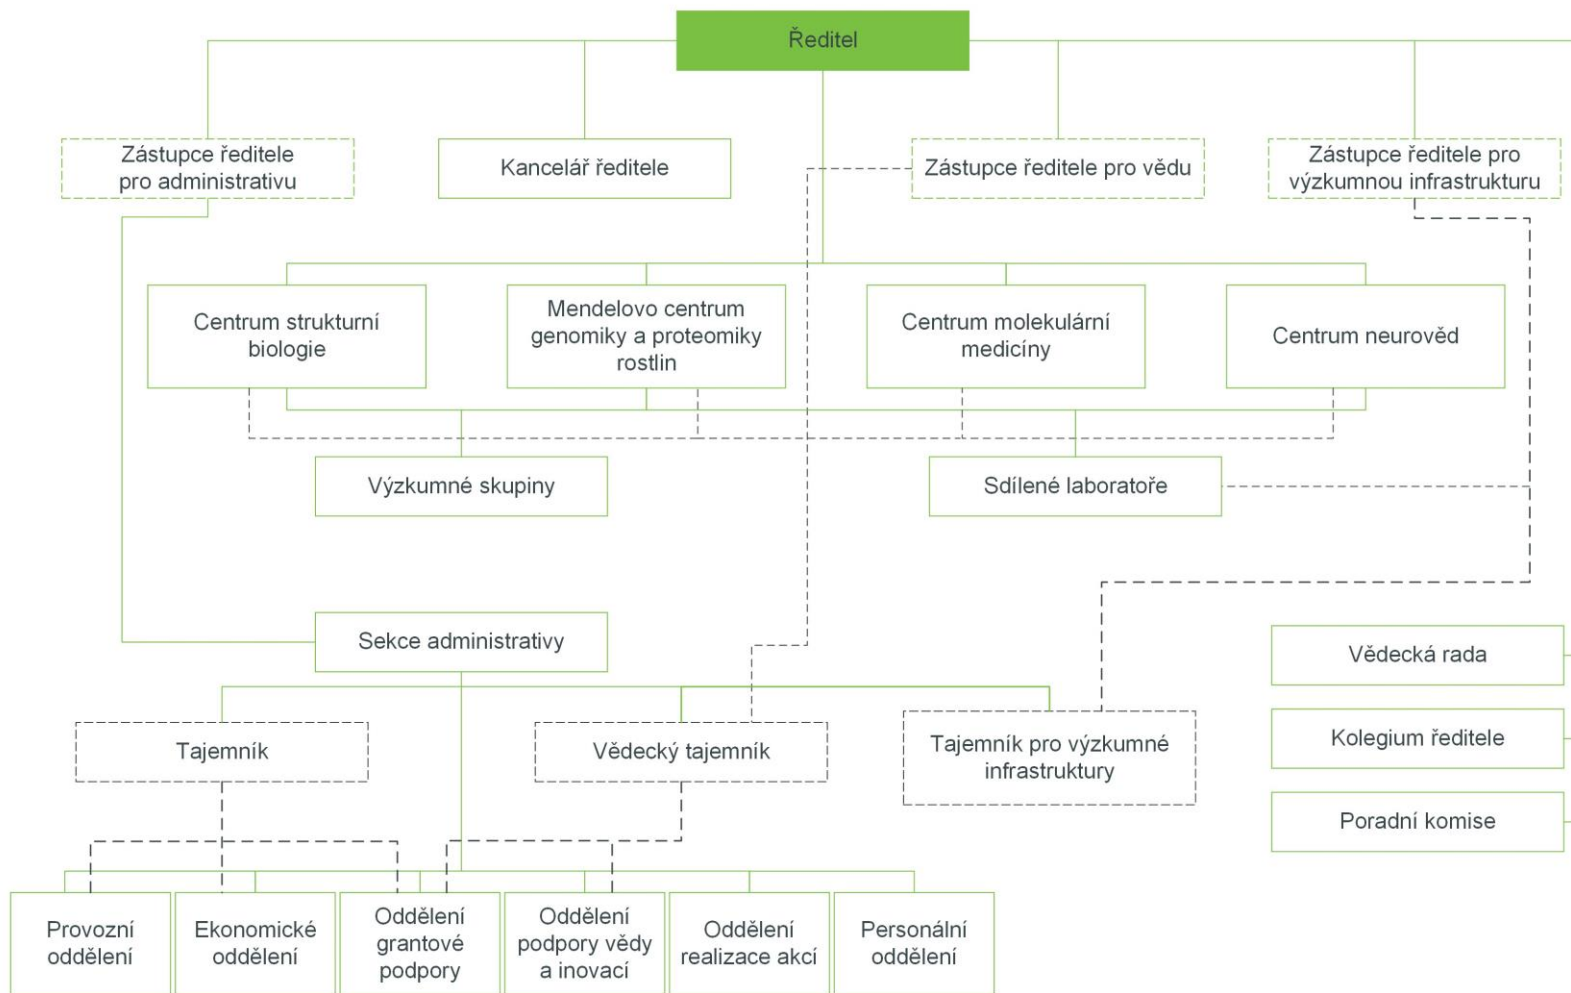 Ředitel
Zástupce ředitele
pro administrativu
Kancelář ředitele
Zástupce ředitele pro vědu
Zástupce ředitele pro
výzkumnou infrastrukturu
Centrum strukturní
biologie
Mendelovo centrum
genomiky a proteomiky
rostlin
Centrum molekulární
medicíny
Centrum neurověd
Výzkumné skupiny
Sdílené laboratoře
Sekce administrativy
Vědecká rada
Kolegium ředitele
Poradní komise
Tajemník
Vědecký tajemník
Tajemník pro výzkumné
infrastruktury
Provozní
oddělení
Ekonomické
oddělení
Oddělení
grantové
podpory
Oddělení
podpory vědy
a inovací
Oddělení
realizace akcí
Personální
oddělení